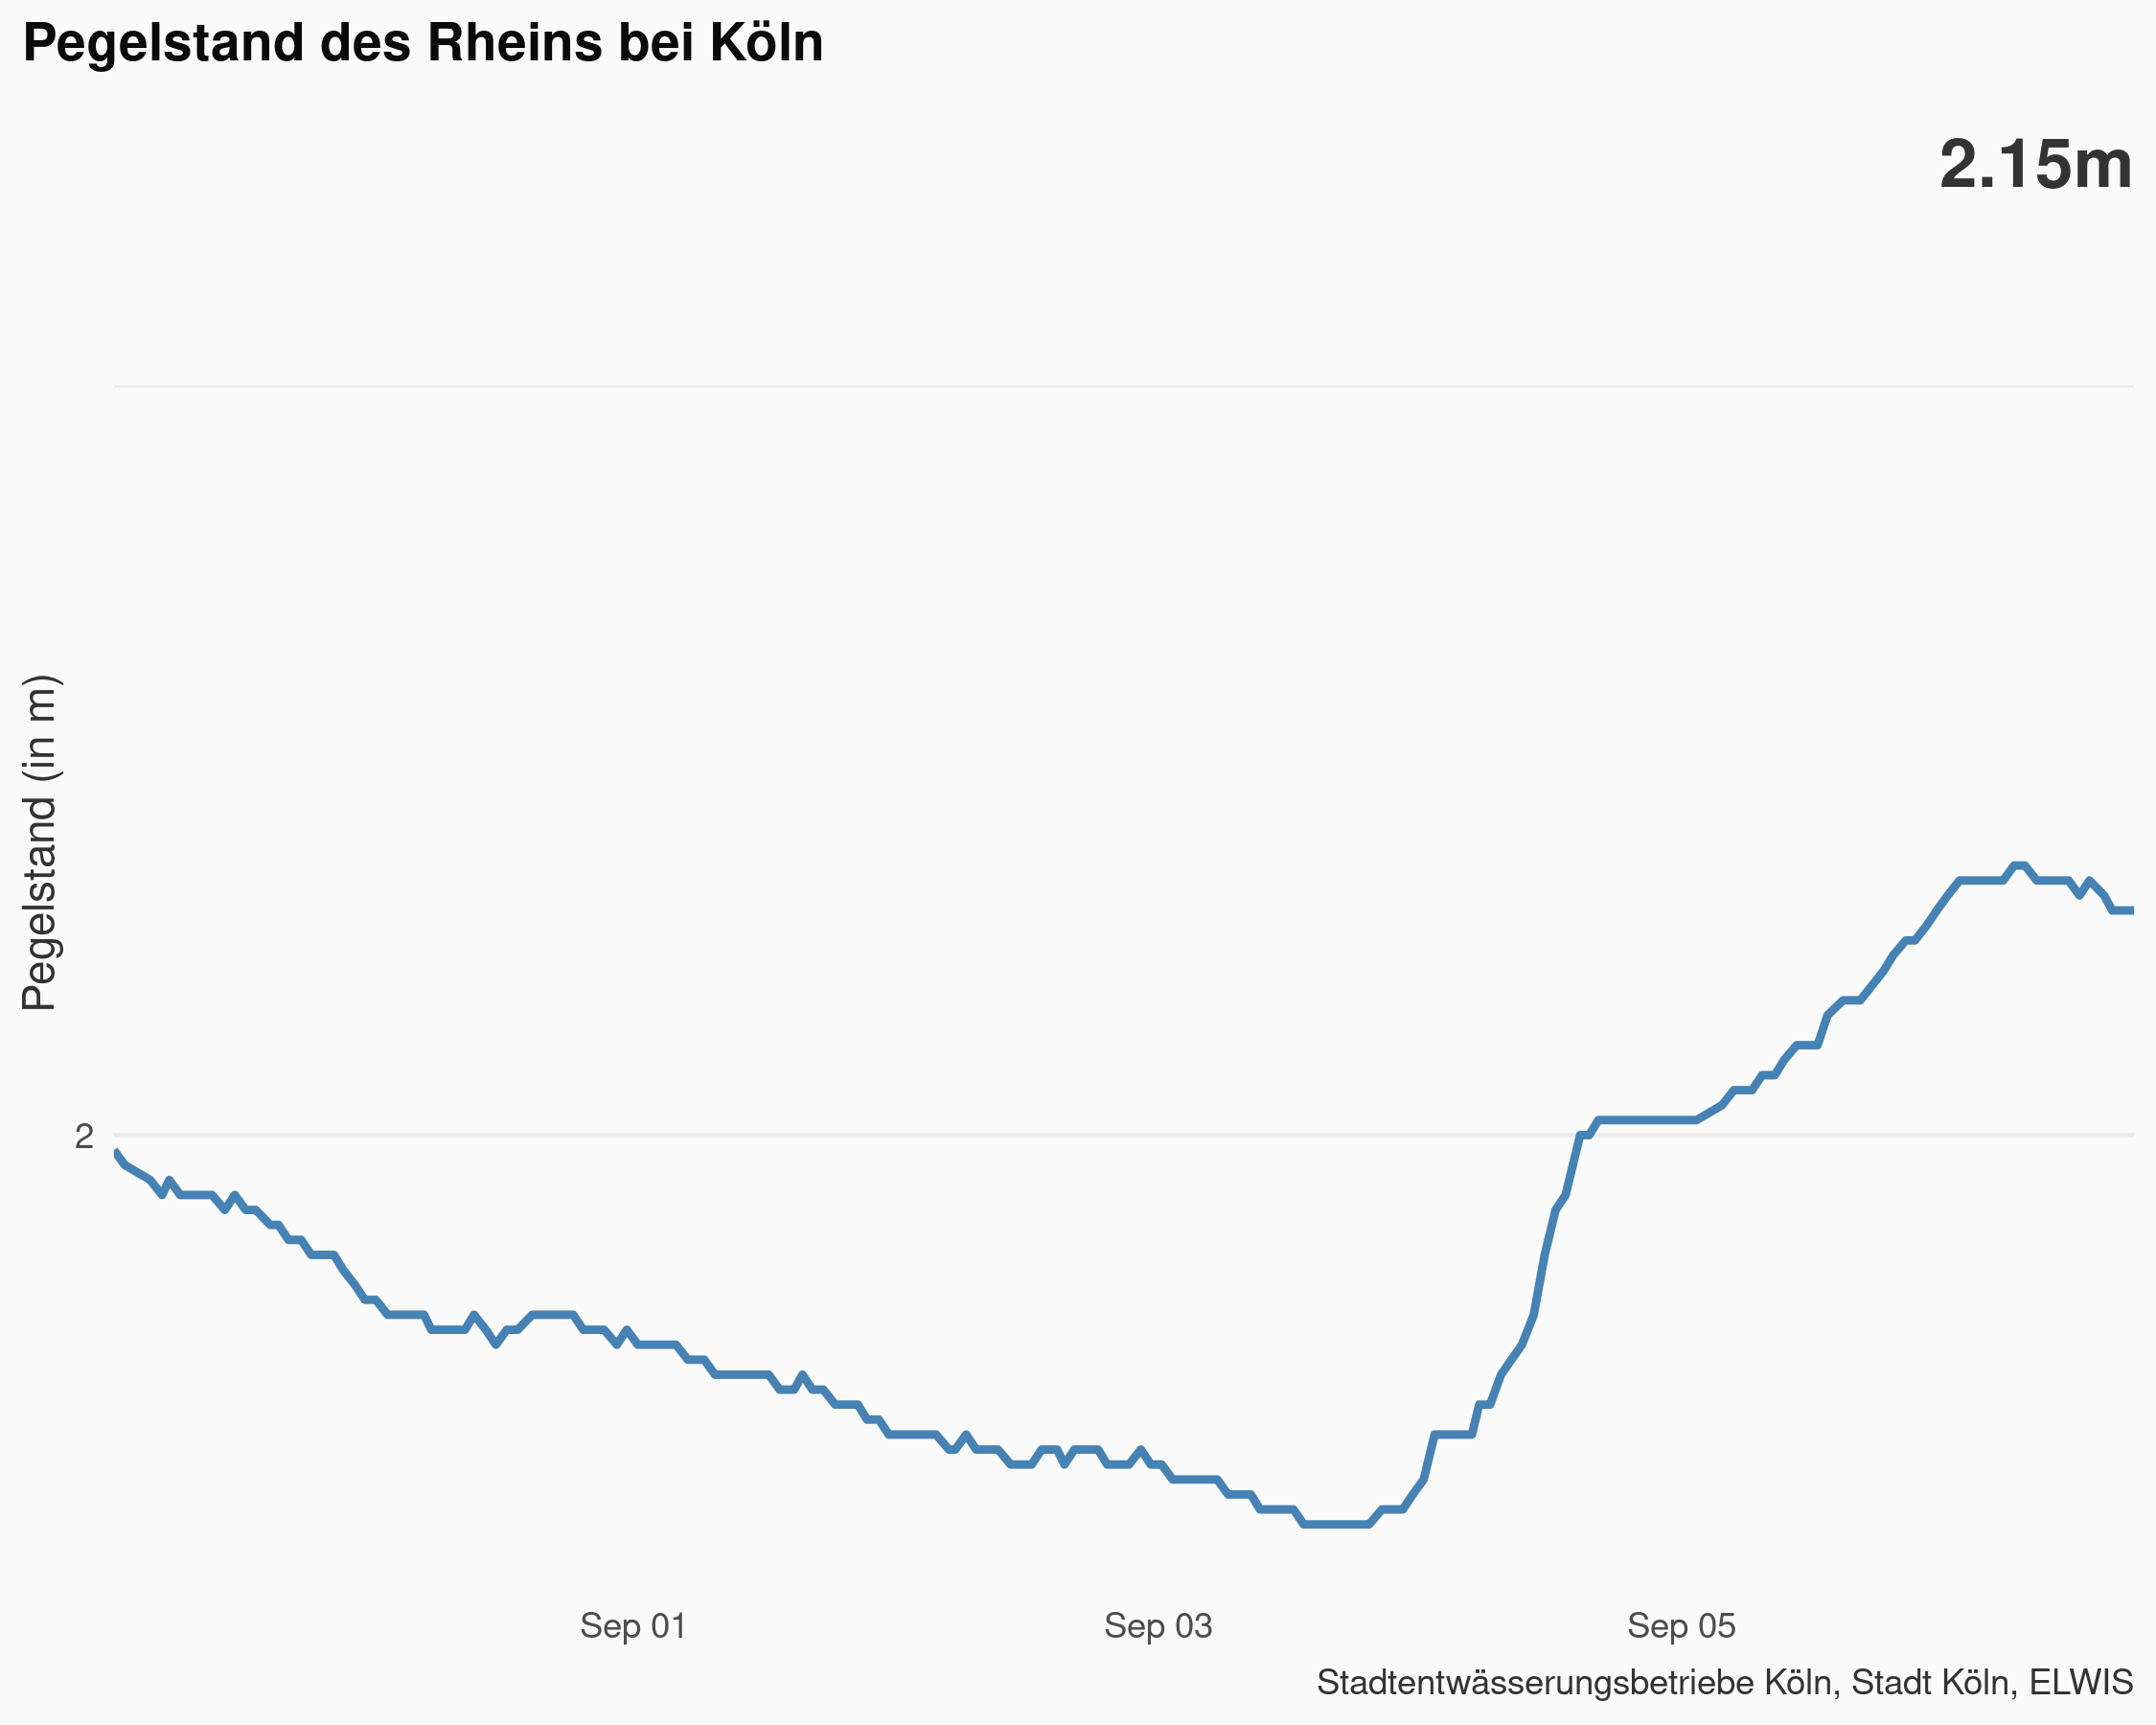 Pegelstand des Rheins bei Köln
2.15m
Pegelstand (in m)
2
Sep 01
Sep 03
Sep 05
Stadtentwässerungsbetriebe Köln, Stadt Köln, ELWIS